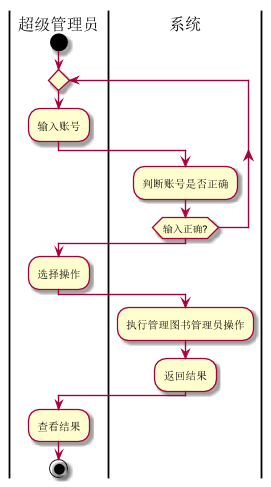 超级管理员
系统
输入账号
判断账号是否正确
输入正确?
选择操作
执行管理图书管理员操作
返回结果
查看结果